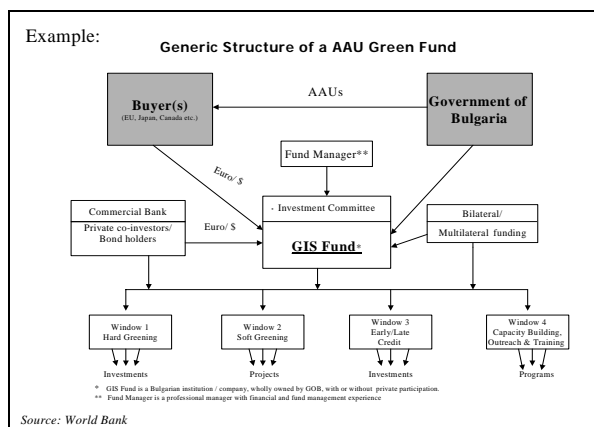 Example:
Generic Structure of a AAU Green Fund
Buyer(s)
(EU, Japan, Canada etc.)
AAUs
Government of
Bulgaria
Fund Manager**
Euro/ $
- Investment Committee
GIS Fund*
Commercial Bank
Private co-investors/
Bond holders
Euro/ $
Bilateral/
Multilateral funding
Window 1
Hard Greening
Window 2
Soft Greening
Window 3
Early/Late
Credit
Window 4
Capacity Building,
Outreach & Training
Investments
Projects
Investments
Programs
* GIS Fund is a Bulgarian institution / company, wholly owned by GOB, with or without private participation.
** Fund Manager is a professional manager with financial and fund management experience
Source: World Bank